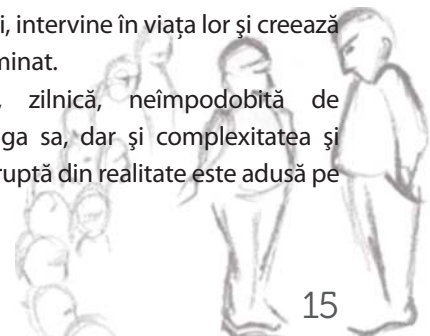 i, intervine în viața lor și creează
minat.
, zilnică, neîmpodobită de
ga sa, dar și complexitatea și
ruptă din realitate este adusă pe
15